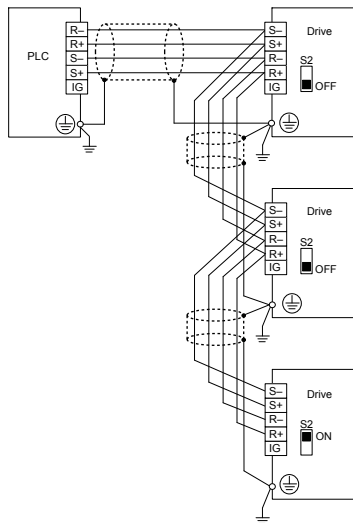 PLC
R–
R+
S–
S+
IG
S–
S+
R–
R+
IG
Drive
S2
OFF
S–
S+
R–
R+
IG
Drive
S2
OFF
S–
S+
R–
R+
IG
Drive
S2
ON